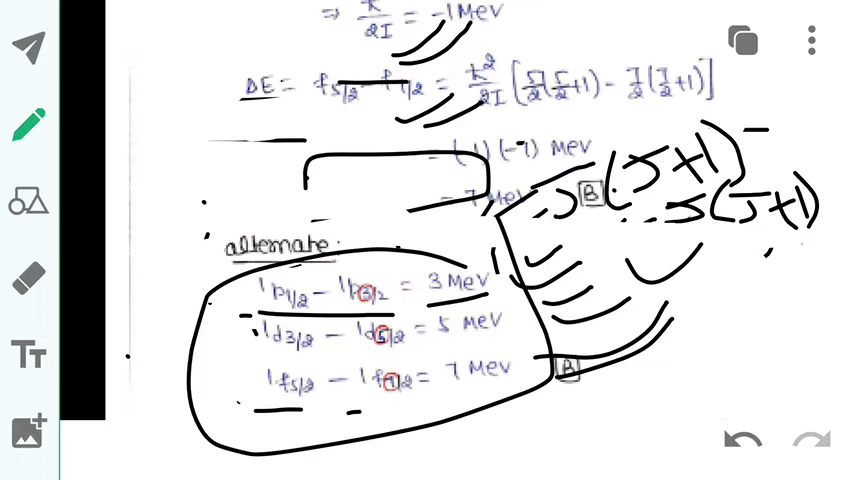 ⇒ ħ/2I = -1 MeV
ΔE = f5/2 - f7/2 = ħ²/2I [5/2(5/2+1) - 7/2(7/2+1)]
= (-1)(-7) MeV
= 7 MeV B
J(J+1) -
J(J+1)
alternate:
1p1/2 - 1p3/2 = 3 MeV
1d3/2 - 1d5/2 = 5 MeV
1f5/2 - 1f7/2 = 7 MeV B
Tт